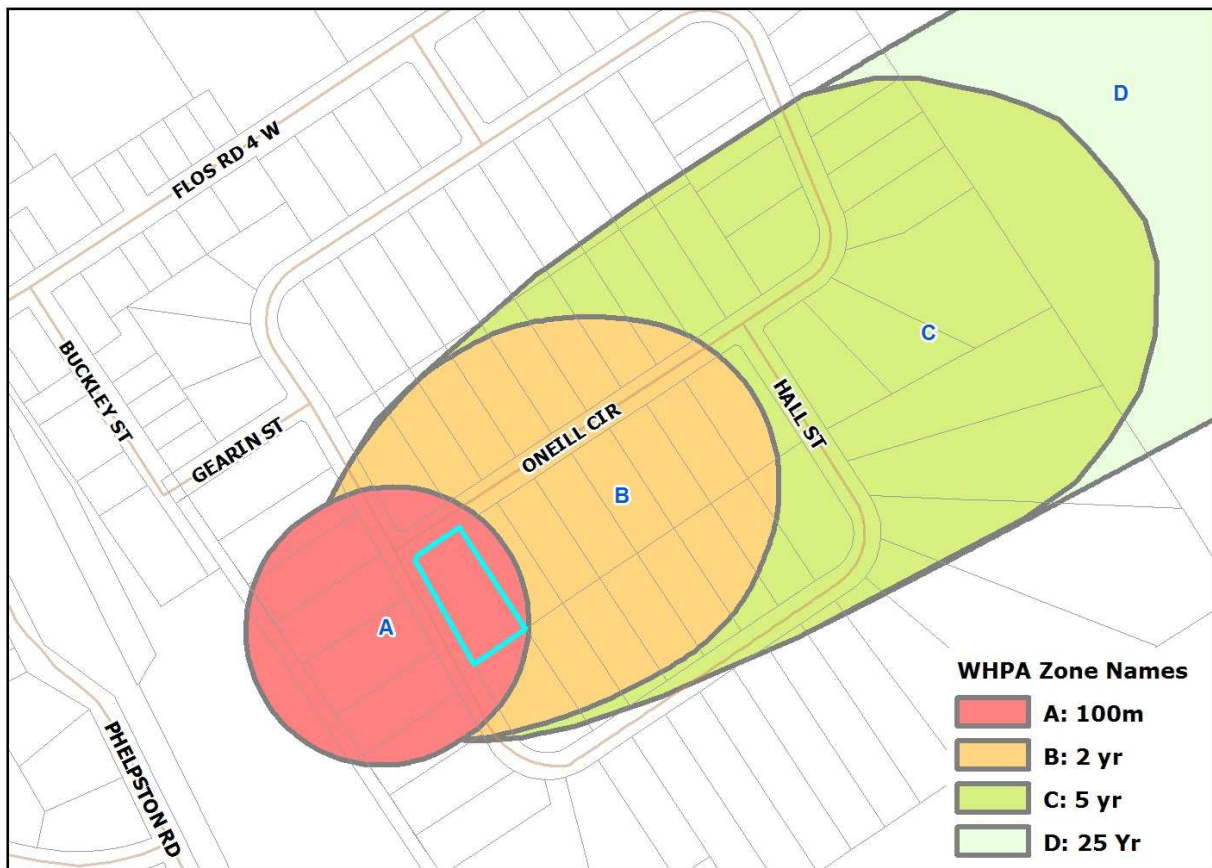 D
FLOS RD 4 W
C
BUCKLEY ST
HALL ST
GEARIN ST
ONEILL CIR
B
A
PHELPSTON RD
WHPA Zone Names
A: 100m
B: 2 yr
C: 5 yr
D: 25 Yr